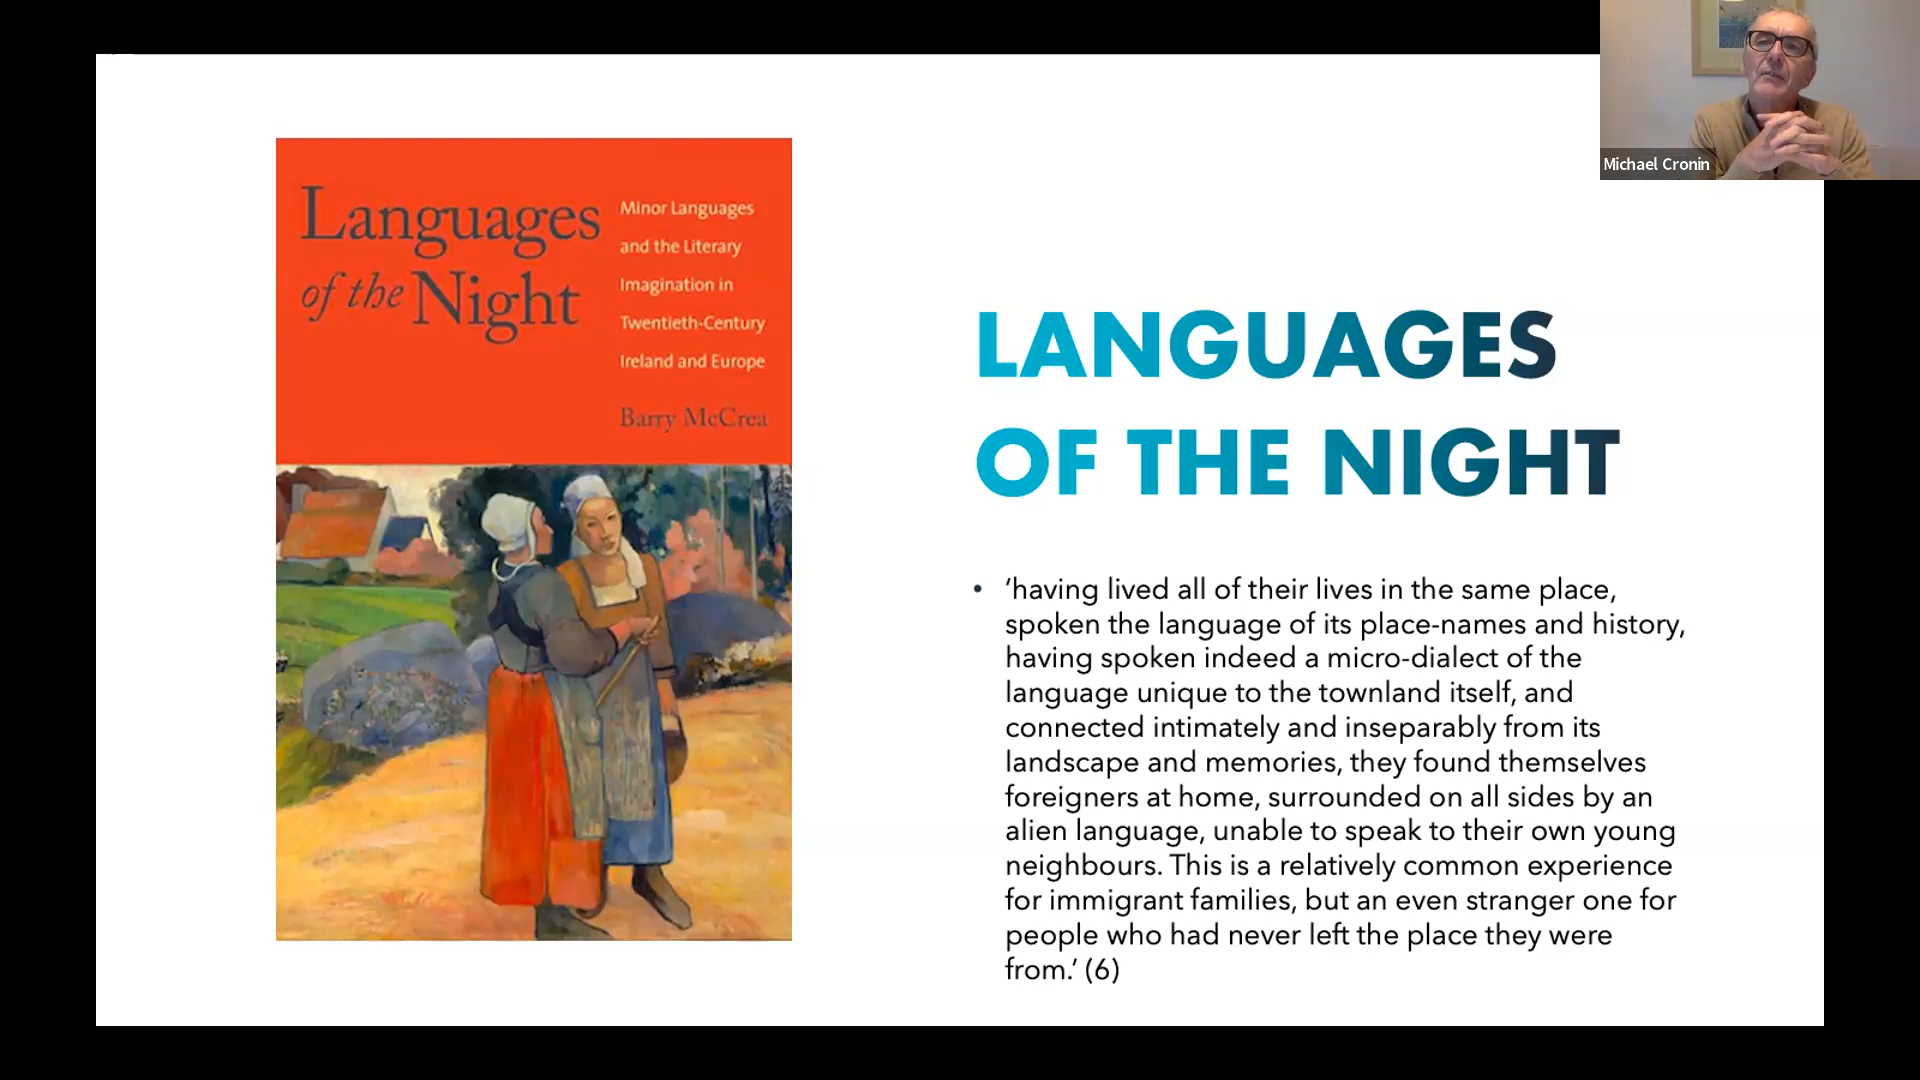 Michael Cronin
Languages
of the Night
Minor Languages
and the Literary
Imagination in
Twentieth-Century
Ireland and Europe
Barry McCrea
LANGUAGES
OF THE NIGHT
• ‘having lived all of their lives in the same place,
spoken the language of its place-names and history,
having spoken indeed a micro-dialect of the
language unique to the townland itself, and
connected intimately and inseparably from its
landscape and memories, they found themselves
foreigners at home, surrounded on all sides by an
alien language, unable to speak to their own young
neighbours. This is a relatively common experience
for immigrant families, but an even stranger one for
people who had never left the place they were
from.’ (6)